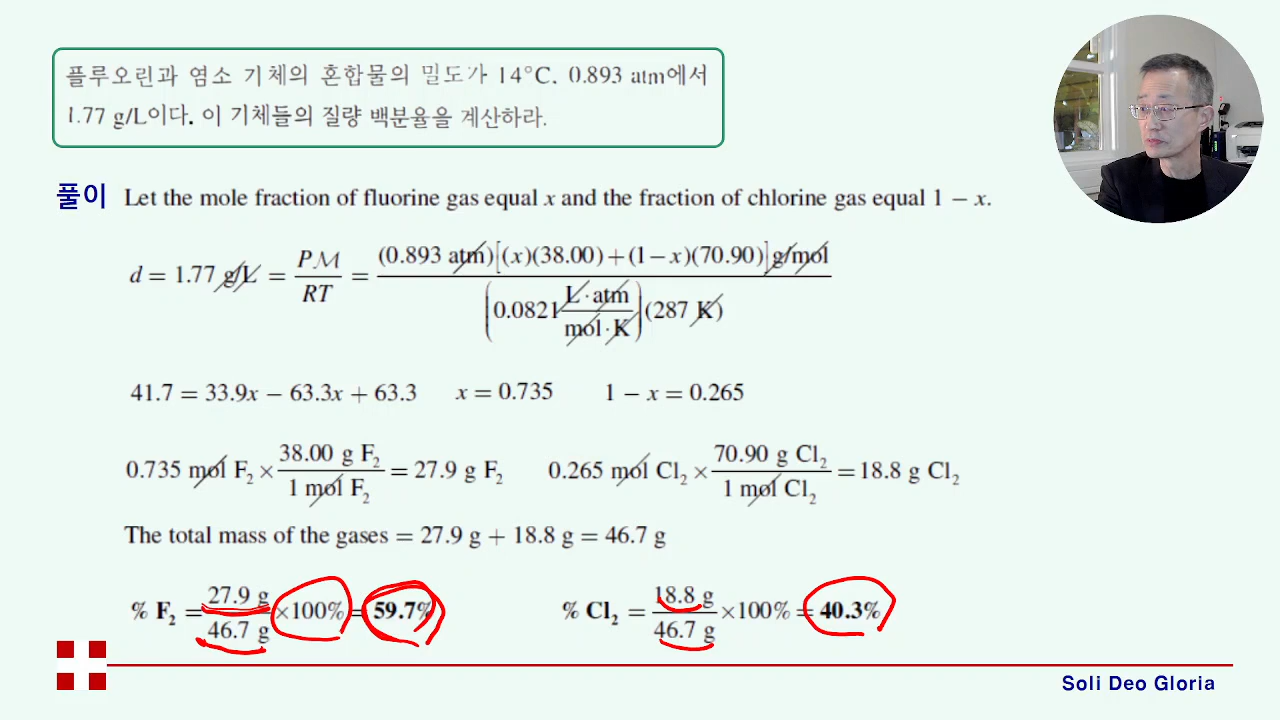 플루오린과 염소 기체의 혼합물의 밀도가 14°C, 0.893 atm에서
1.77 g/L이다. 이 기체들의 질량 백분율을 계산하라.
풀이 Let the mole fraction of fluorine gas equal x and the fraction of chlorine gas equal 1 − x.
d = 1.77 g/L = PM/RT = (0.893 atm)[(x)(38.00) + (1 − x)(70.90)] g/mol / (0.0821 L·atm/mol·K)(287 K)
41.7 = 33.9x − 63.3x + 63.3 x = 0.735 1 − x = 0.265
0.735 mol F₂ × 38.00 g F₂ / 1 mol F₂ = 27.9 g F₂ 0.265 mol Cl₂ × 70.90 g Cl₂ / 1 mol Cl₂ = 18.8 g Cl₂
The total mass of the gases = 27.9 g + 18.8 g = 46.7 g
% F₂ = 27.9 g / 46.7 g × 100% = 59.7% % Cl₂ = 18.8 g / 46.7 g × 100% = 40.3%
Soli Deo Gloria